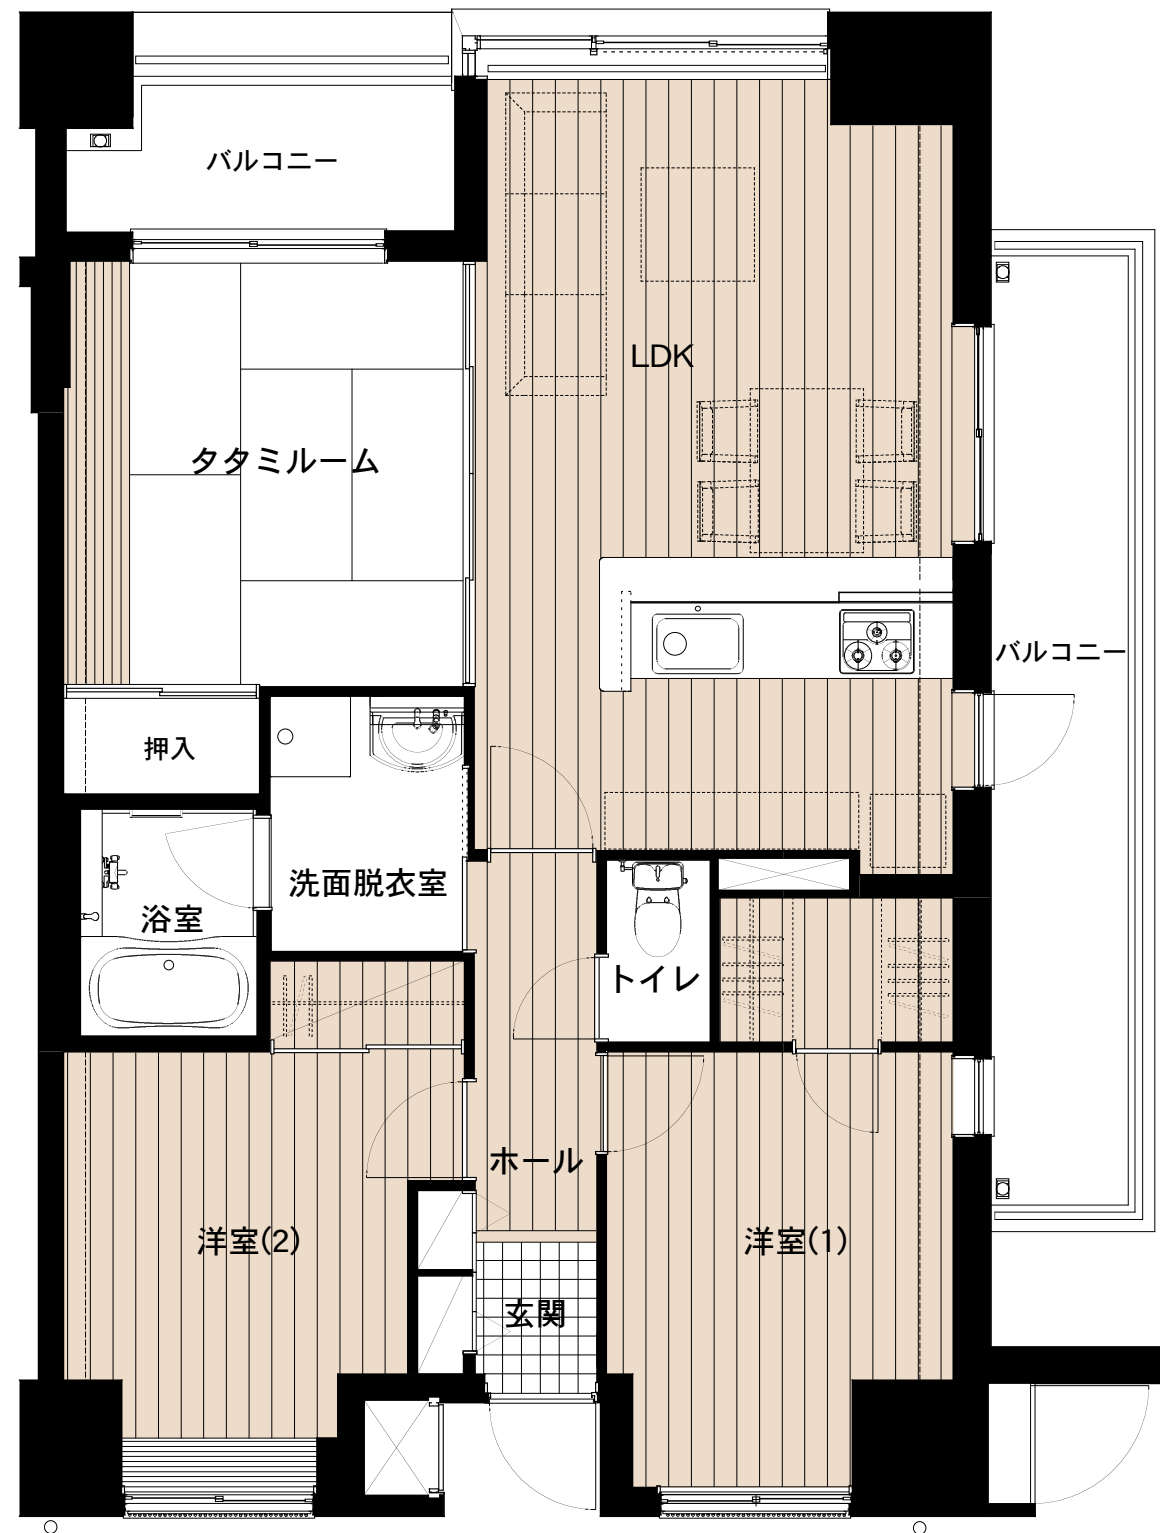 バルコニー
LDK
タタミルーム
バルコニー
押入
洗面脱衣室
浴室
トイレ
ホール
洋室(2)
洋室(1)
玄関